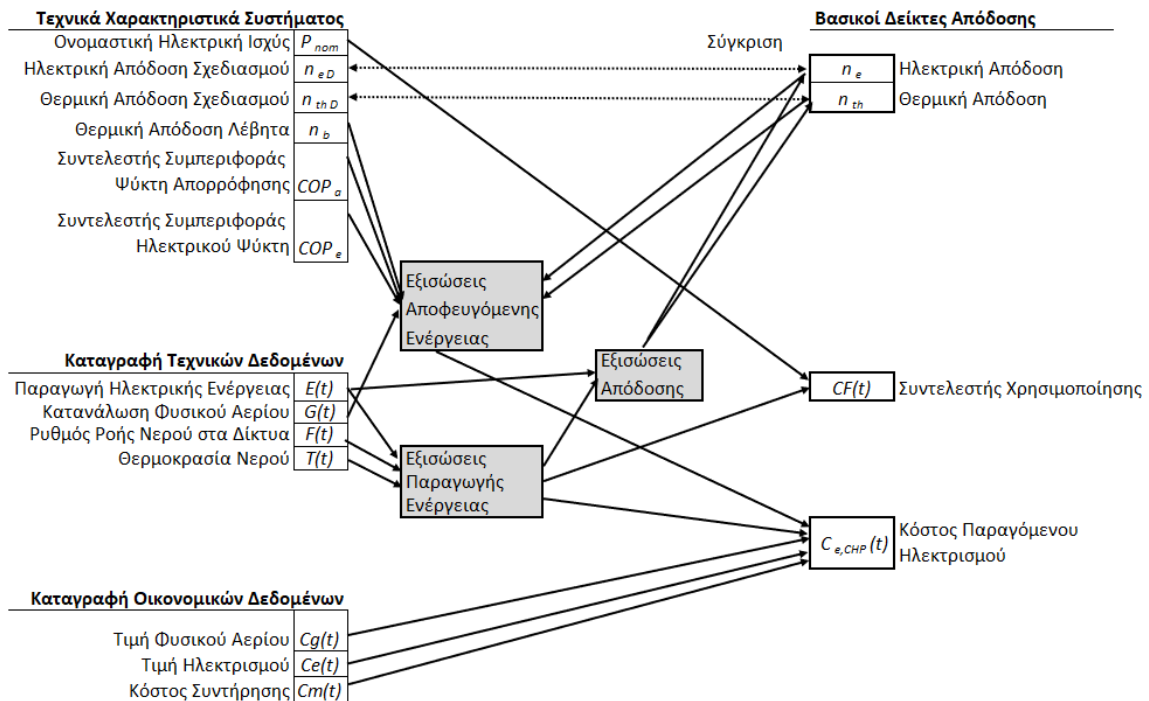 Τεχνικά Χαρακτηριστικά Συστήματος
Ονομαστική Ηλεκτρική Ισχύς P nom
Ηλεκτρική Απόδοση Σχεδιασμού n e D
Θερμική Απόδοση Σχεδιασμού n th D
Θερμική Απόδοση Λέβητα n b
Συντελεστής Συμπεριφοράς
Ψύκτη Απορρόφησης COP a
Συντελεστής Συμπεριφοράς
Ηλεκτρικού Ψύκτη COP e
Σύγκριση
Βασικοί Δείκτες Απόδοσης
n e Ηλεκτρική Απόδοση
n th Θερμική Απόδοση
Εξισώσεις
Αποφευγόμενης
Ενέργειας
Καταγραφή Τεχνικών Δεδομένων
Παραγωγή Ηλεκτρικής Ενέργειας E(t)
Κατανάλωση Φυσικού Αερίου G(t)
Ρυθμός Ροής Νερού στα Δίκτυα F(t)
Θερμοκρασία Νερού T(t)
Εξισώσεις
Απόδοσης
CF(t) Συντελεστής Χρησιμοποίησης
Εξισώσεις
Παραγωγής
Ενέργειας
C e,CHP (t) Κόστος Παραγόμενου
Ηλεκτρισμού
Καταγραφή Οικονομικών Δεδομένων
Τιμή Φυσικού Αερίου Cg(t)
Τιμή Ηλεκτρισμού Ce(t)
Κόστος Συντήρησης Cm(t)